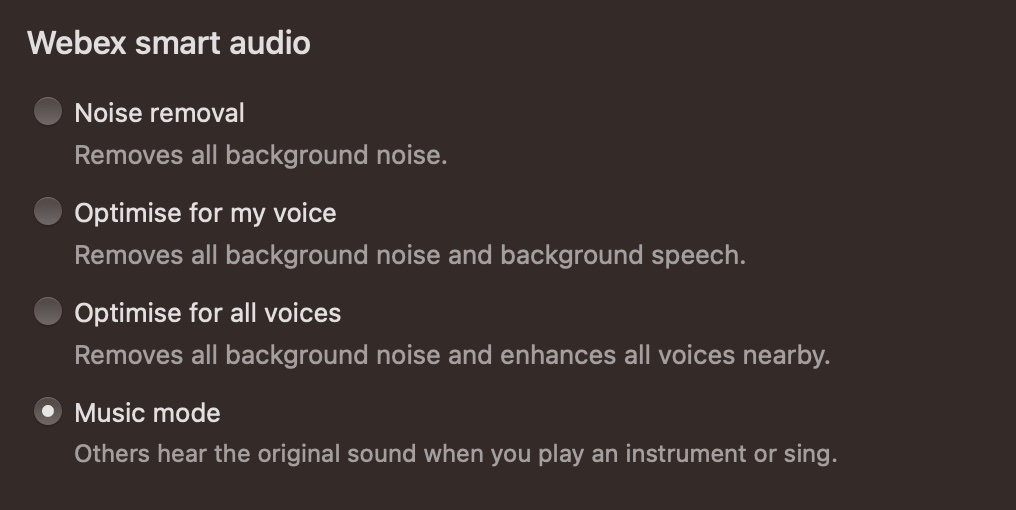 Webex smart audio
Noise removal
Removes all background noise.
Optimise for my voice
Removes all background noise and background speech.
Optimise for all voices
Removes all background noise and enhances all voices nearby.
Music mode
Others hear the original sound when you play an instrument or sing.